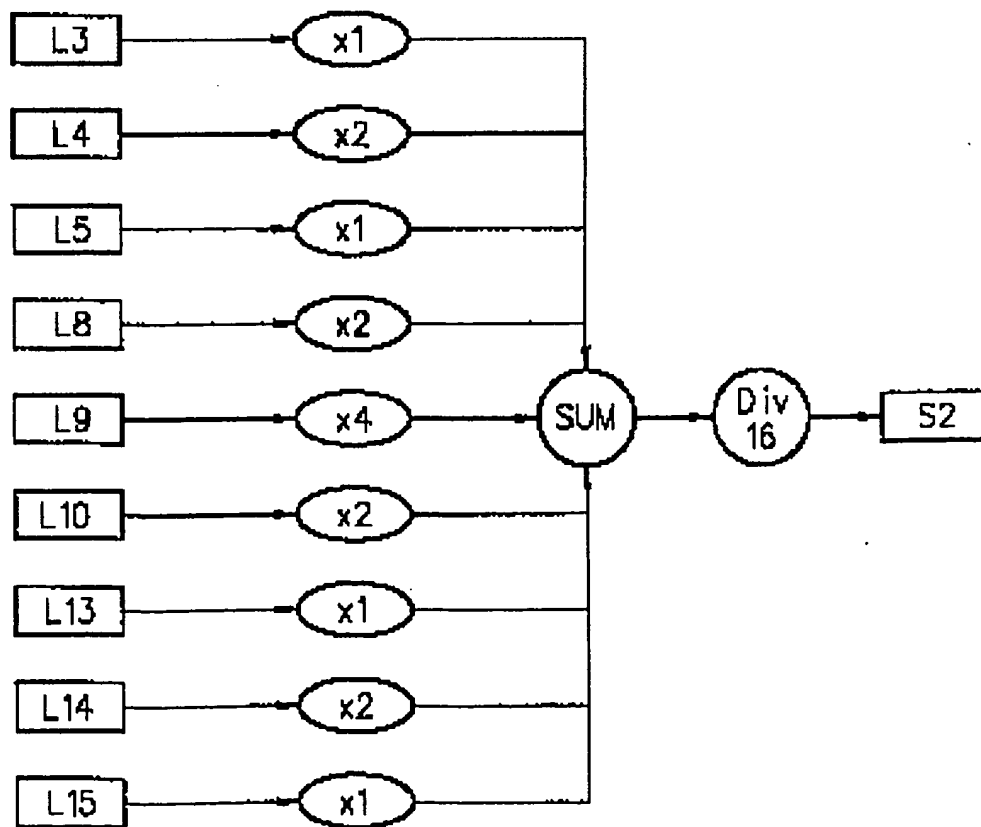 L3 x1
L4 x2
L5 x1
L8 x2
L9 x4 SUM Div 16 S2
L10 x2
L13 x1
L14 x2
L15 x1